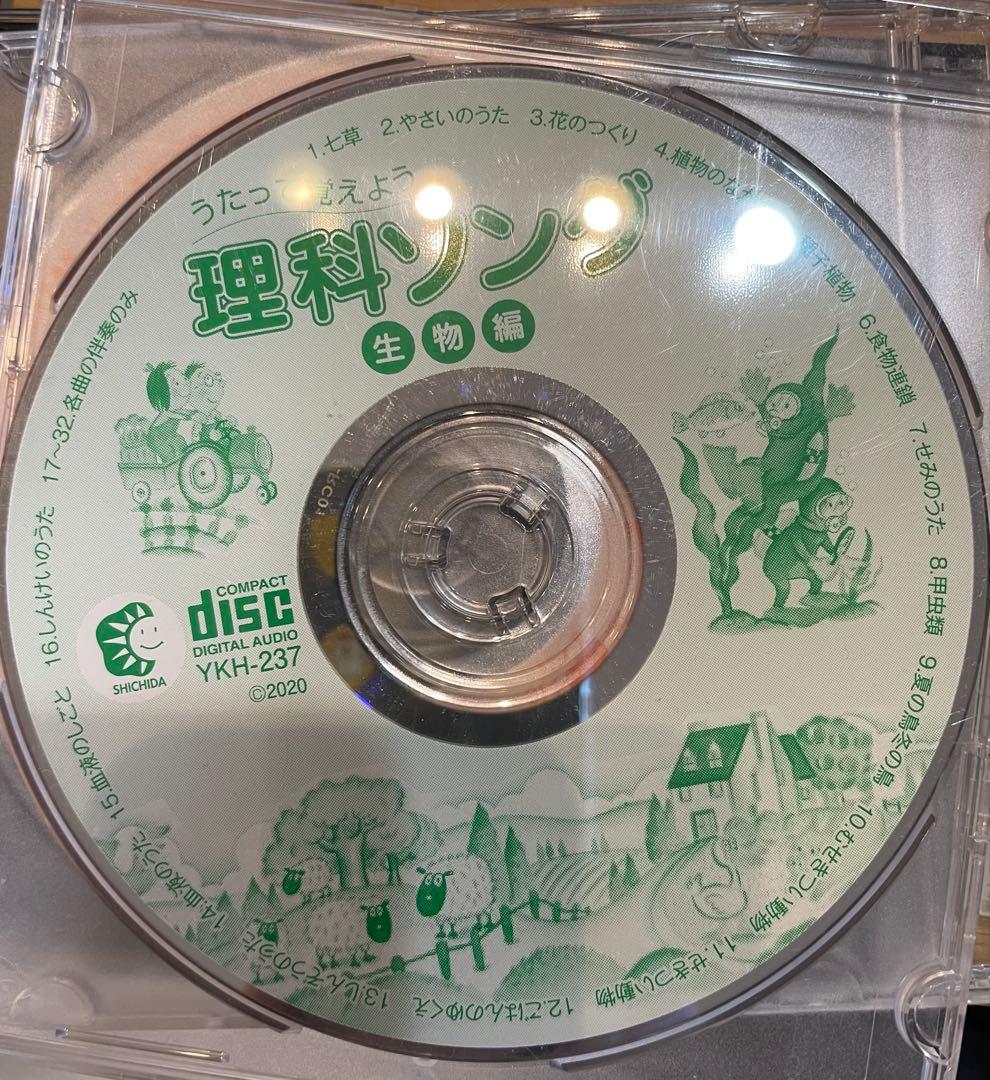 うたって覚えよう
理科ソング
生物編
1.七草
2.やさいのうた
3.花のつくり
4.植物のなか
子植物
6.食物連鎖
7.せみのうた
8.甲虫類
9.夏の鳥冬の鳥
10.むせきつい動物
11.せきつい動物
12.ごはんのゆくえ
13.じんぞうのうた
14.血液のうた
15.血液のしごと
16.しんけいのうた
17~32.各曲の伴奏のみ
SHICHIDA
COMPACT
disc
DIGITAL AUDIO
YKH-237
©2020